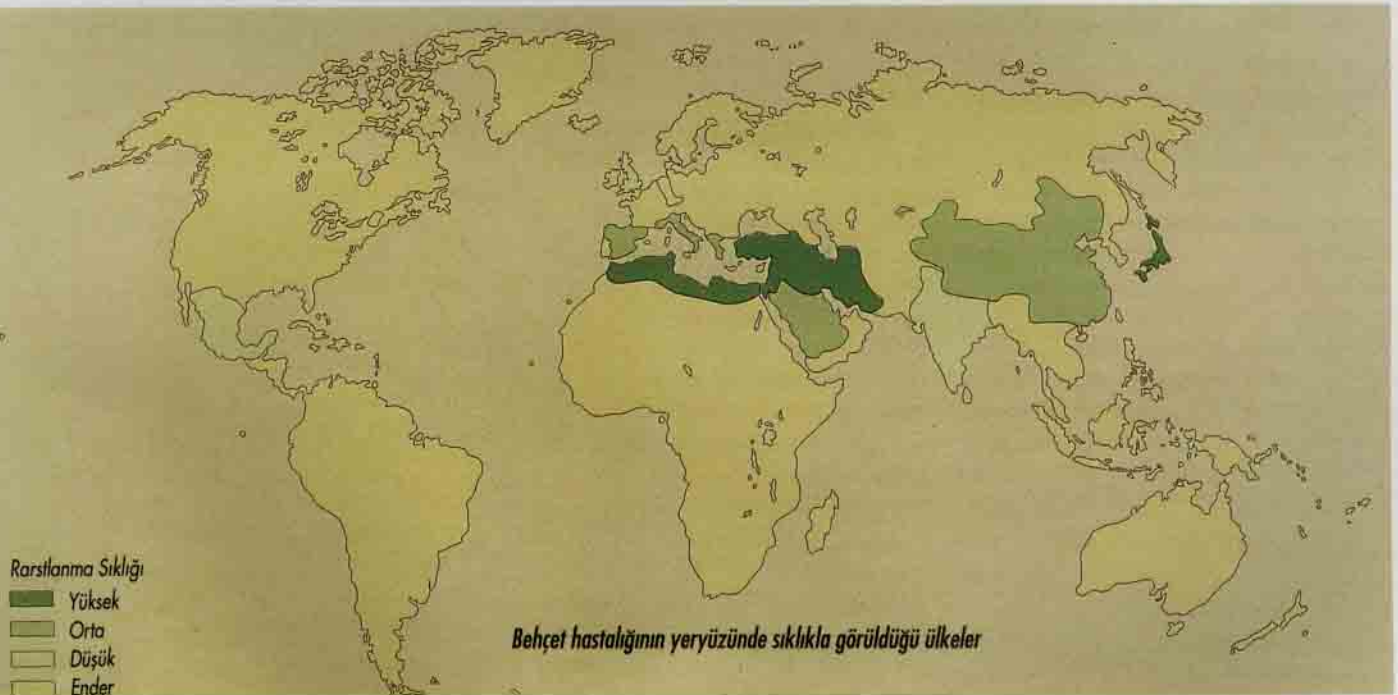 Rarstlanma Sıklığı
Yüksek
Orta
Düşük
Ender
Behçet hastalığının yeryüzünde sıklıkla görüldüğü ülkeler